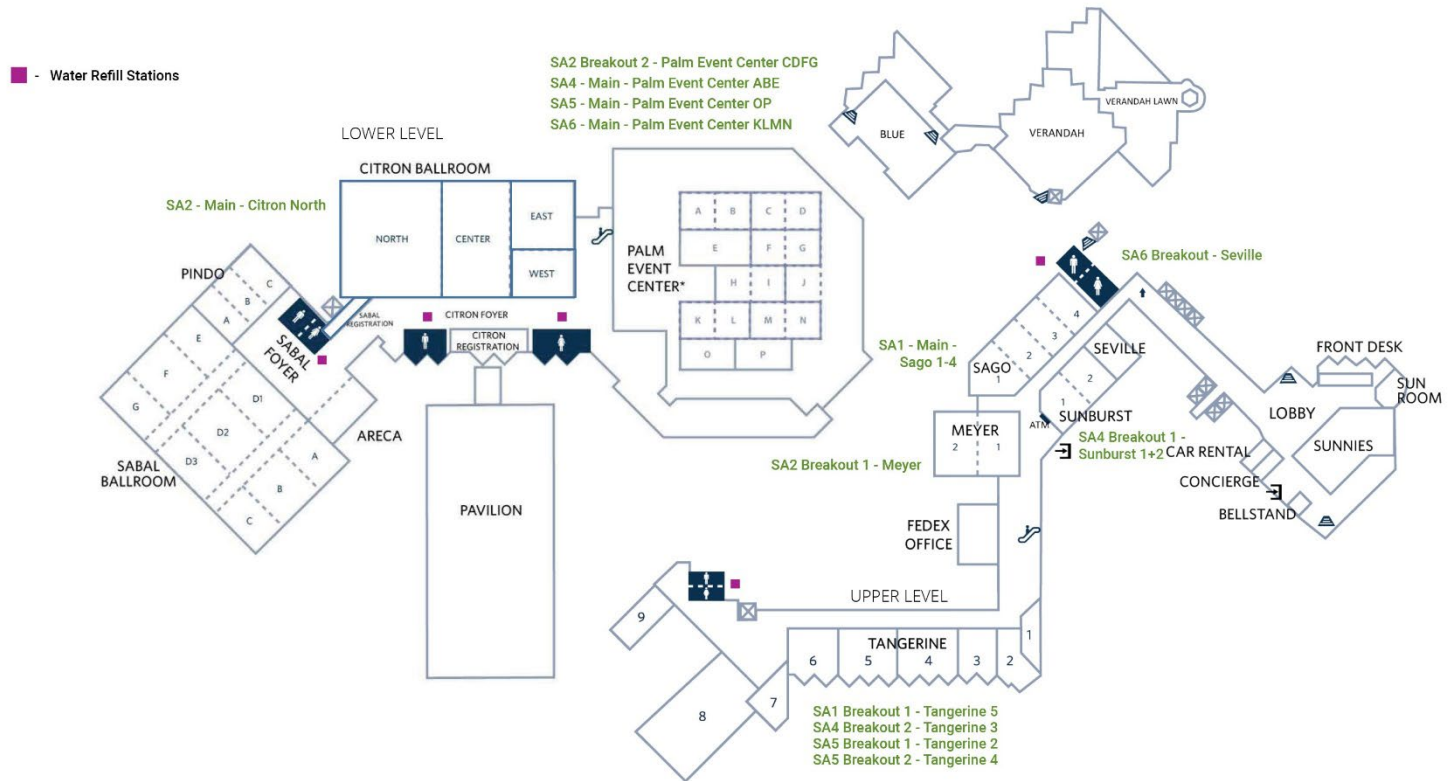 - Water Refill Stations
SA2 Breakout 2 - Palm Event Center CDFG
SA4 - Main - Palm Event Center ABE
SA5 - Main - Palm Event Center OP
SA6 - Main - Palm Event Center KLMN
LOWER LEVEL
CITRON BALLROOM
SA2 - Main - Citron North
NORTH
CENTER
EAST
WEST
PINDO
C
B
A
SABAL
REGISTRATION
SABAL
FOYER
CITRON FOYER
CITRON
REGISTRATION
E
F
G
D1
D2
D3
A
B
C
ARECA
SABAL
BALLROOM
PAVILION
PALM
EVENT
CENTER*
A
B
C
D
E
F
G
H
I
J
K
L
M
N
O
P
BLUE
VERANDAH
VERANDAH LAWN
SA6 Breakout - Seville
SA1 - Main -
Sago 1-4
SAGO
1
2
3
4
SEVILLE
1
2
ATM
SUNBURST
SA4 Breakout 1 -
Sunburst 1+2
MEYER
2
1
SA2 Breakout 1 - Meyer
FRONT DESK
SUN
ROOM
LOBBY
SUNNIES
CAR RENTAL
CONCIERGE
BELLSTAND
FEDEX
OFFICE
UPPER LEVEL
TANGERINE
9
8
7
6
5
4
3
2
1
SA1 Breakout 1 - Tangerine 5
SA4 Breakout 2 - Tangerine 3
SA5 Breakout 1 - Tangerine 2
SA5 Breakout 2 - Tangerine 4